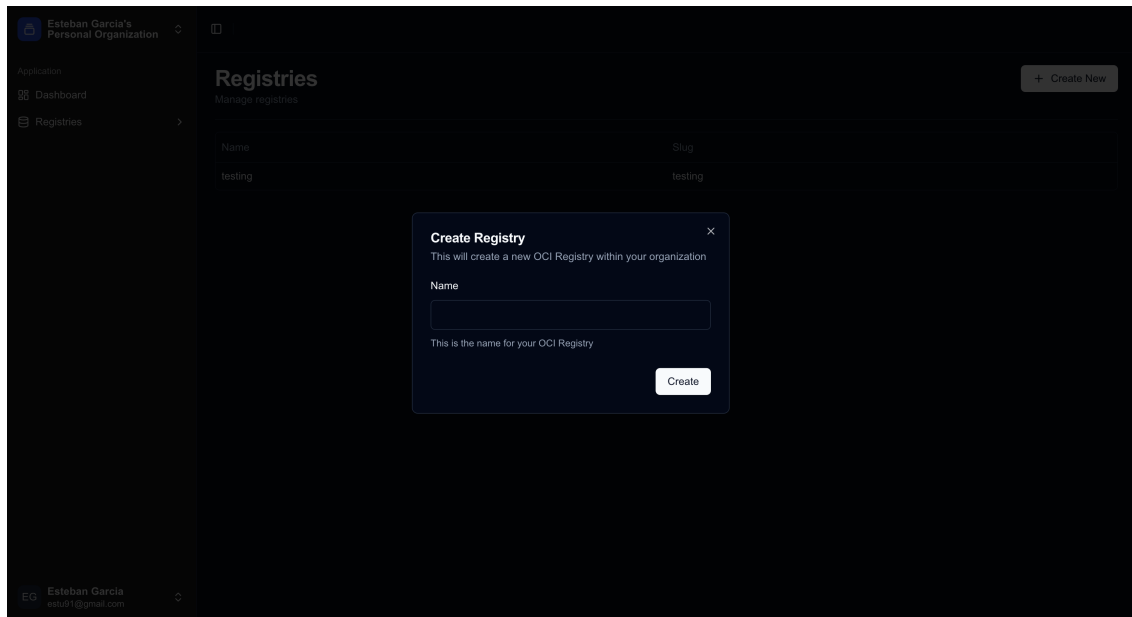 Esteban Garcia's
Personal Organization
Application
Dashboard
Registries
Registries
Manage registries.
Create New
Name
Slug
testing
testing
Create Registry
This will create a new OCI Registry within your organization
Name
This is the name for your OCI Registry
Create
EG
Esteban Garcia
estu91@gmail.com